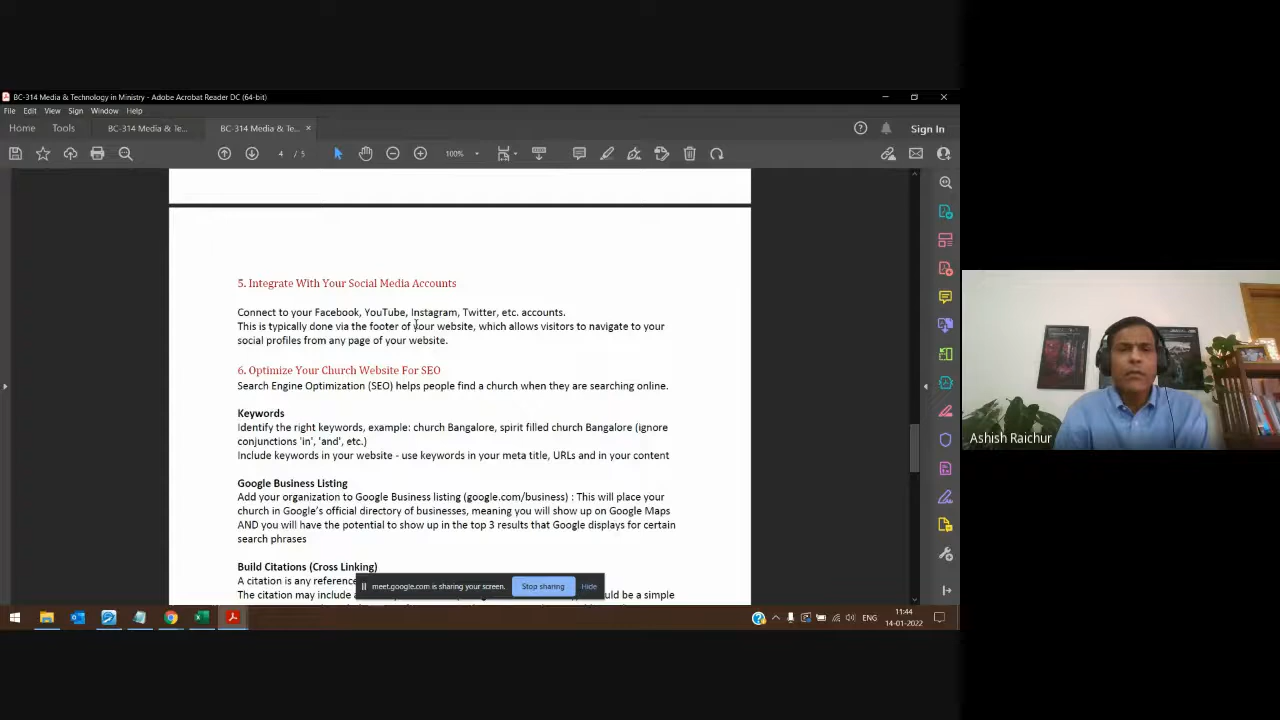 BC-314 Media & Technology in Ministry - Adobe Acrobat Reader DC (64-bit)
File Edit View Sign Window Help
Home Tools BC-314 Media & Te... BC-314 Media & Te... × Sign In
4 / 5 100%
5. Integrate With Your Social Media Accounts
Connect to your Facebook, YouTube, Instagram, Twitter, etc. accounts.
This is typically done via the footer of your website, which allows visitors to navigate to your
social profiles from any page of your website.
6. Optimize Your Church Website For SEO
Search Engine Optimization (SEO) helps people find a church when they are searching online.
Keywords
Identify the right keywords, example: church Bangalore, spirit filled church Bangalore (ignore
conjunctions 'in', 'and', etc.)
Include keywords in your website - use keywords in your meta title, URLs and in your content
Google Business Listing
Add your organization to Google Business listing (google.com/business) : This will place your
church in Google's official directory of businesses, meaning you will show up on Google Maps
AND you will have the potential to show up in the top 3 results that Google displays for certain
search phrases
Build Citations (Cross Linking)
A citation is any reference
meet.google.com is sharing your screen. Stop sharing Hide
The citation may include a
uld be a simple
Ashish Raichur
ENG
11:44
14-01-2022